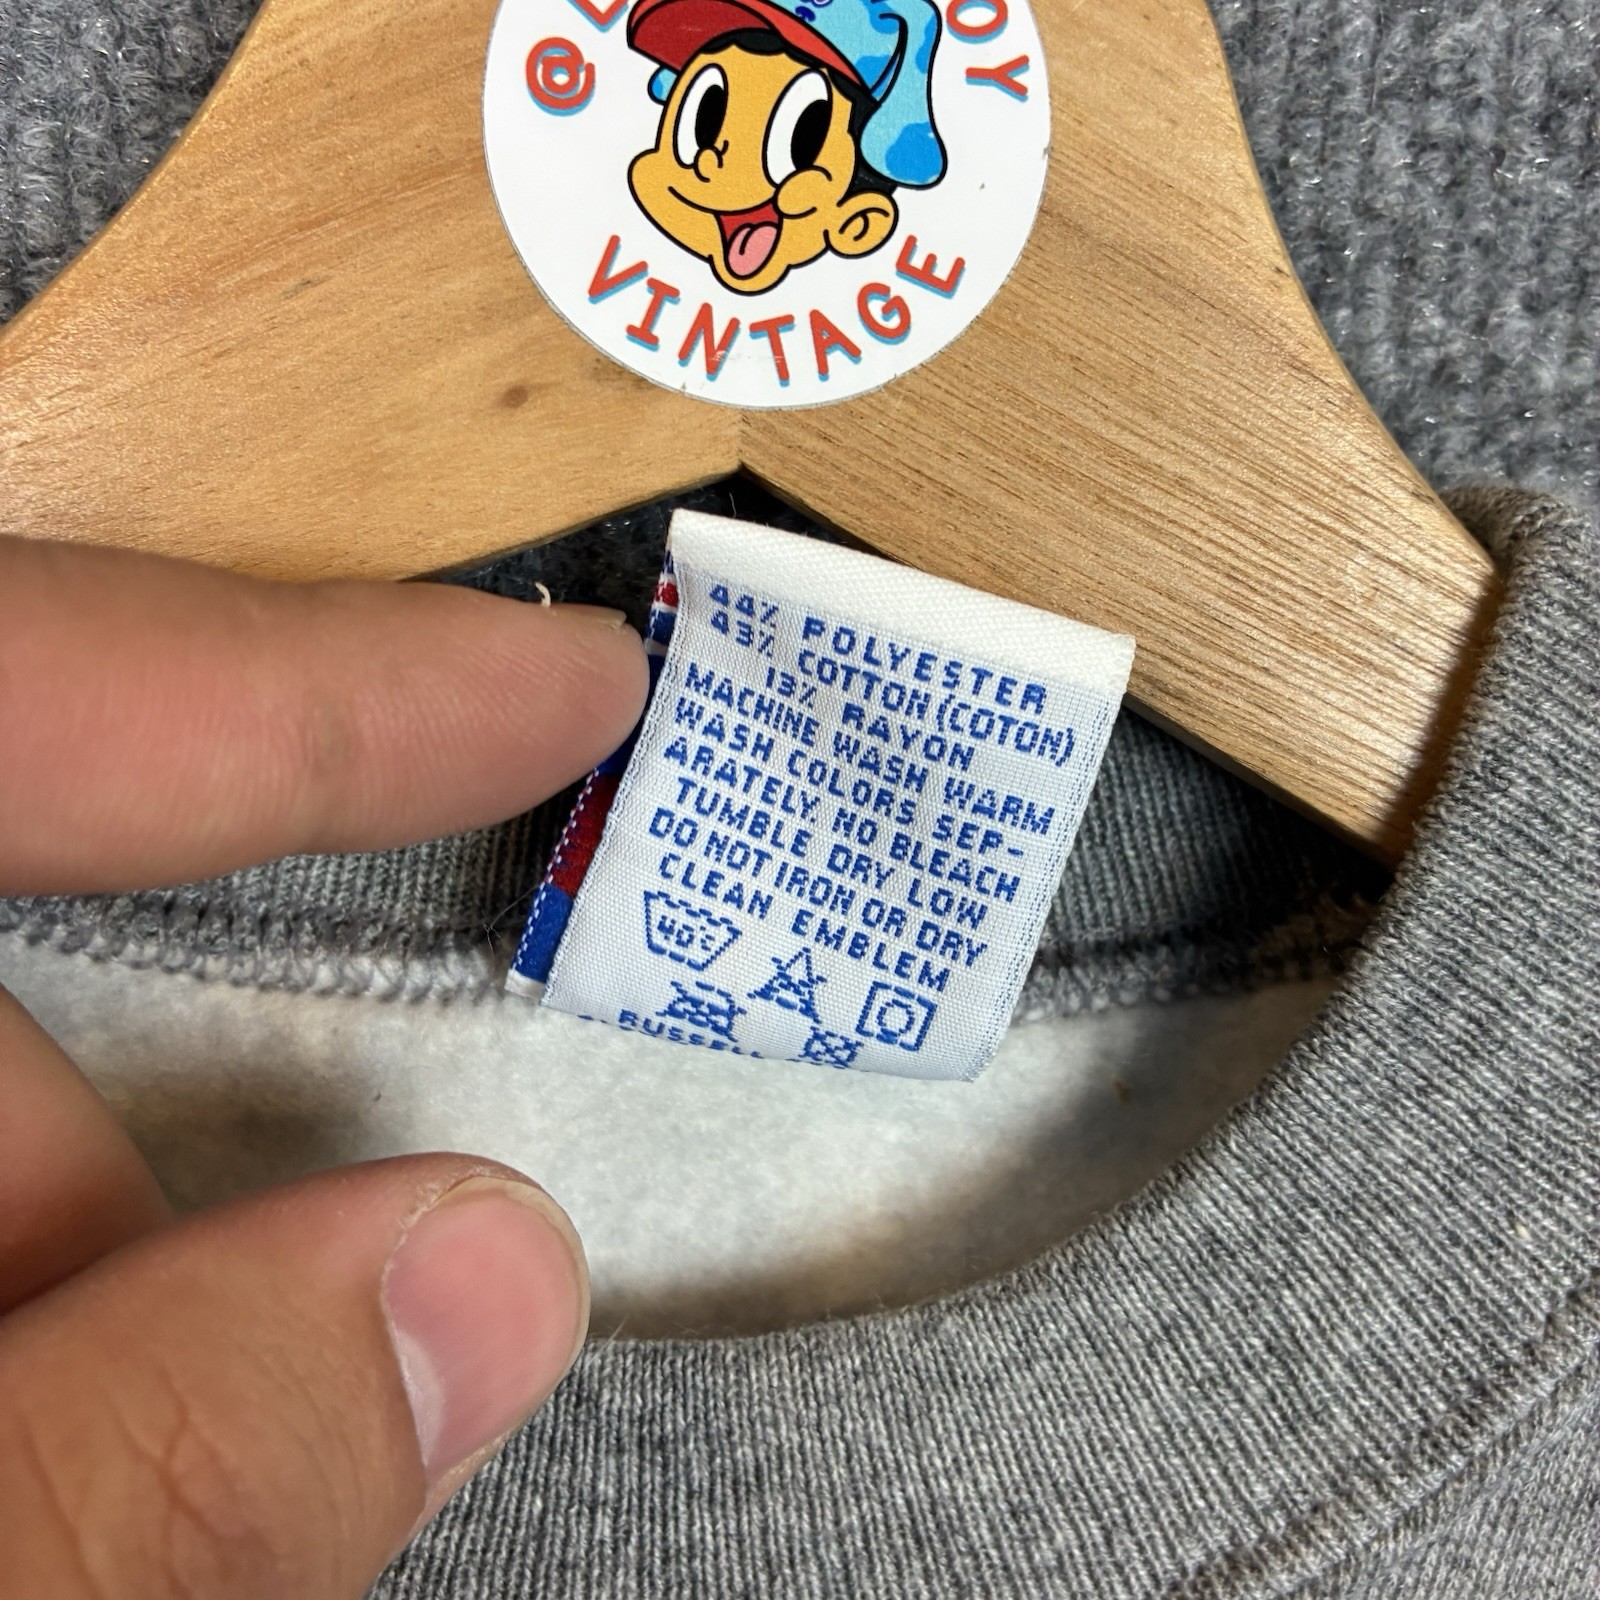 VINTAGE
44% POLYESTER
43% COTTON (COTON)
13% RAYON
MACHINE WASH WARM
WASH COLORS SEP-
ARATELY. NO BLEACH
TUMBLE DRY LOW
DO NOT IRON OR DRY
CLEAN EMBLEM
40°C
RUSSELL